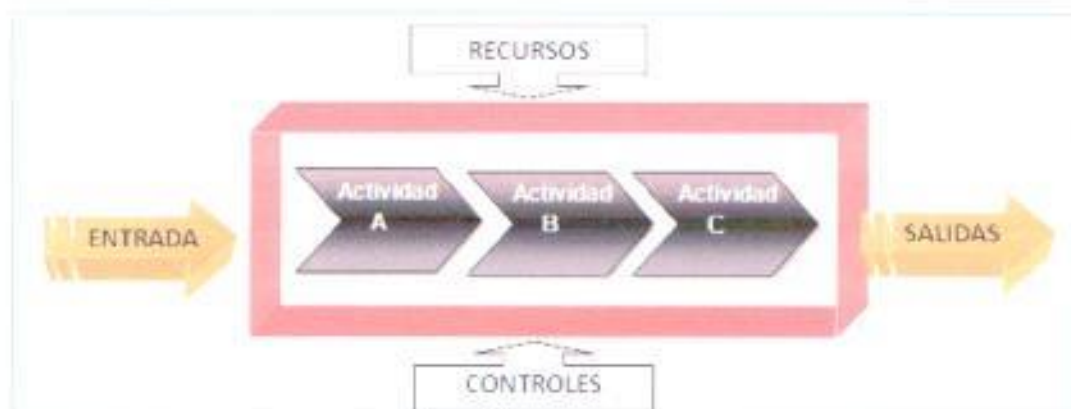 RECURSOS
Actividad
A
Actividad
B
Actividad
C
ENTRADA
SALIDAS
CONTROLES